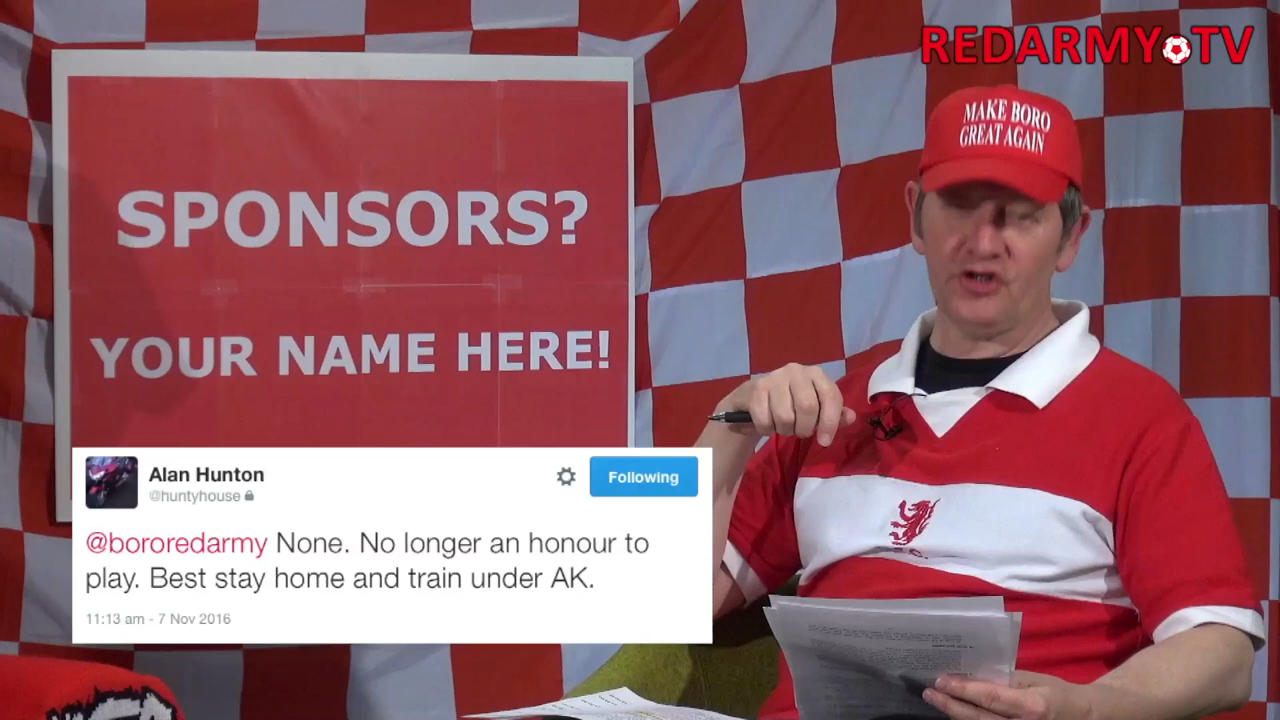 REDARMY TV
MAKE BORO
GREAT AGAIN
SPONSORS?
YOUR NAME HERE!
Alan Hunton
@huntyhouse
Following
@bororedarmy None. No longer an honour to
play. Best stay home and train under AK.
11:13 am - 7 Nov 2016